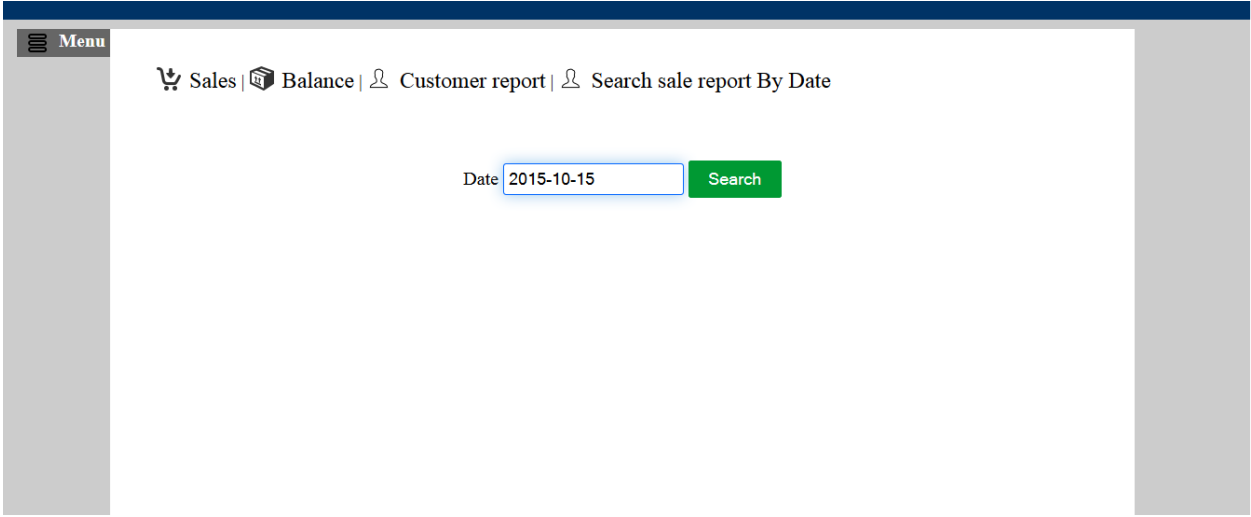 Menu
Sales | Balance | Customer report | Search sale report By Date
Date 2015-10-15 Search